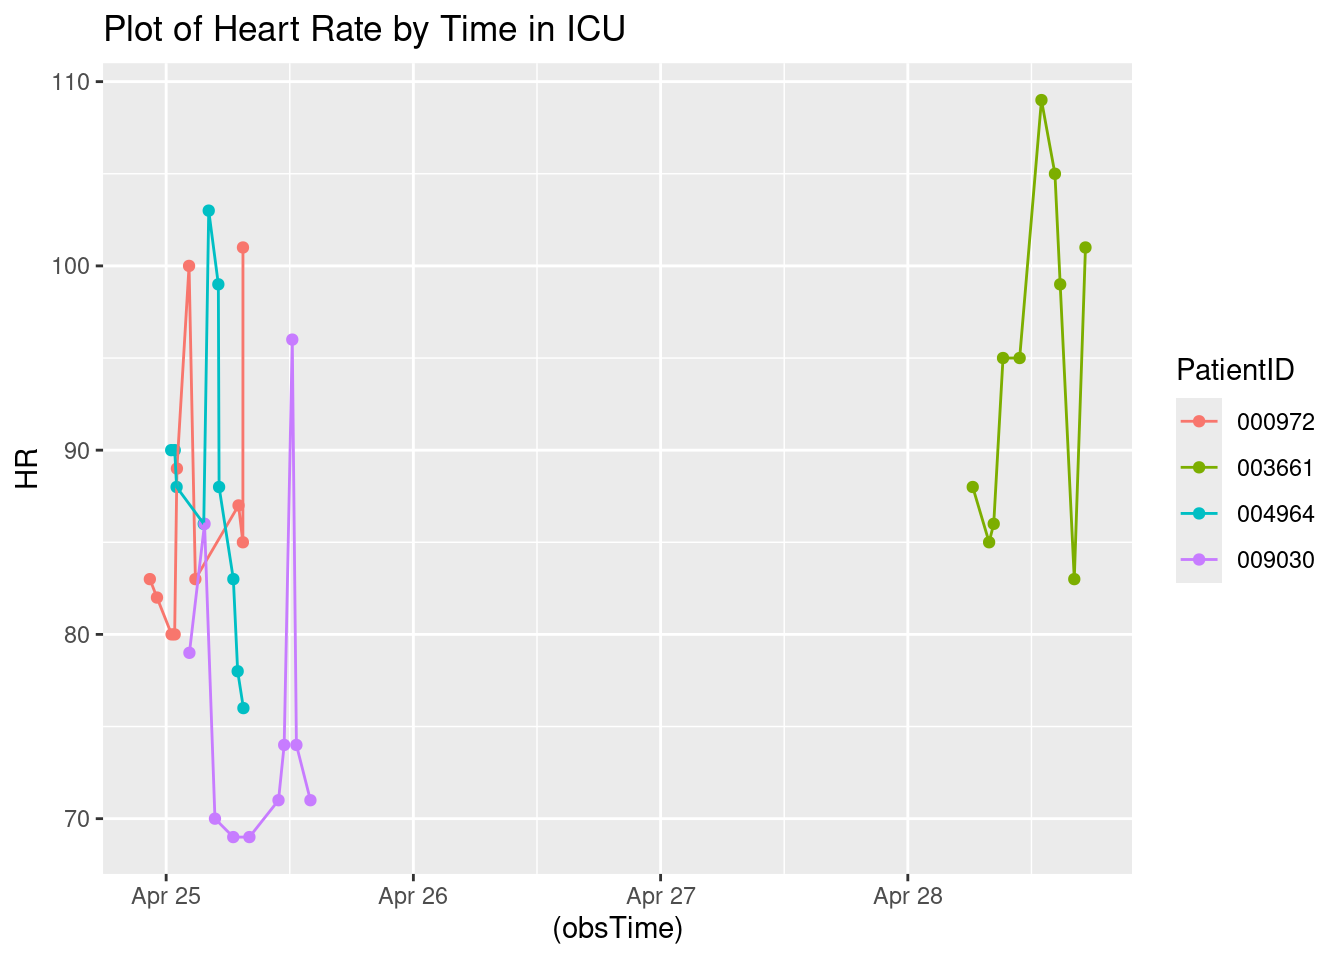 Plot of Heart Rate by Time in ICU
110
100
90
80
70
HR
Apr 25
Apr 26
Apr 27
Apr 28
(obsTime)
PatientID
000972
003661
004964
009030